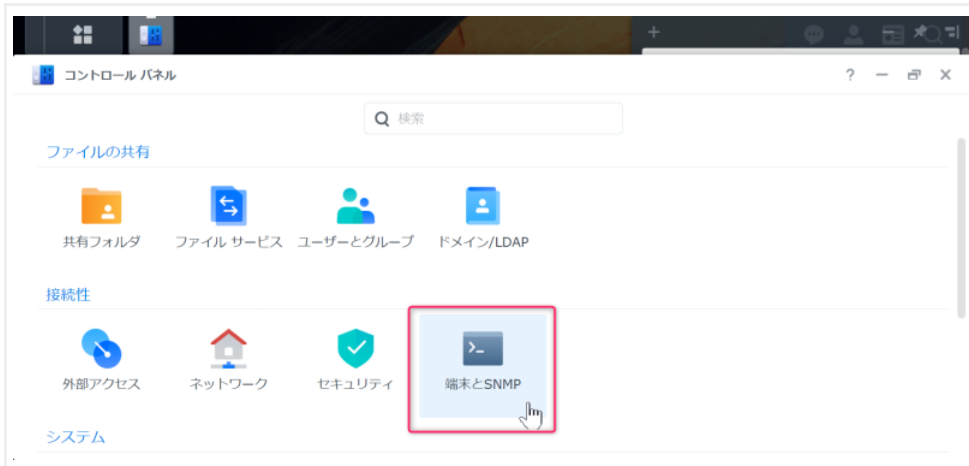 コントロール パネル
検索
ファイルの共有
共有フォルダ ファイル サービス ユーザーとグループ ドメイン/LDAP
接続性
外部アクセス ネットワーク セキュリティ 端末とSNMP
システム